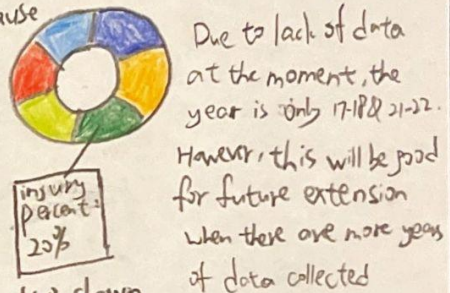 ause
Due to lack of data
at the moment, the
year is only 17-18 & 21-22.
However, this will be good
for future extension
when there are more years
of data collected
injury
percent:
20%